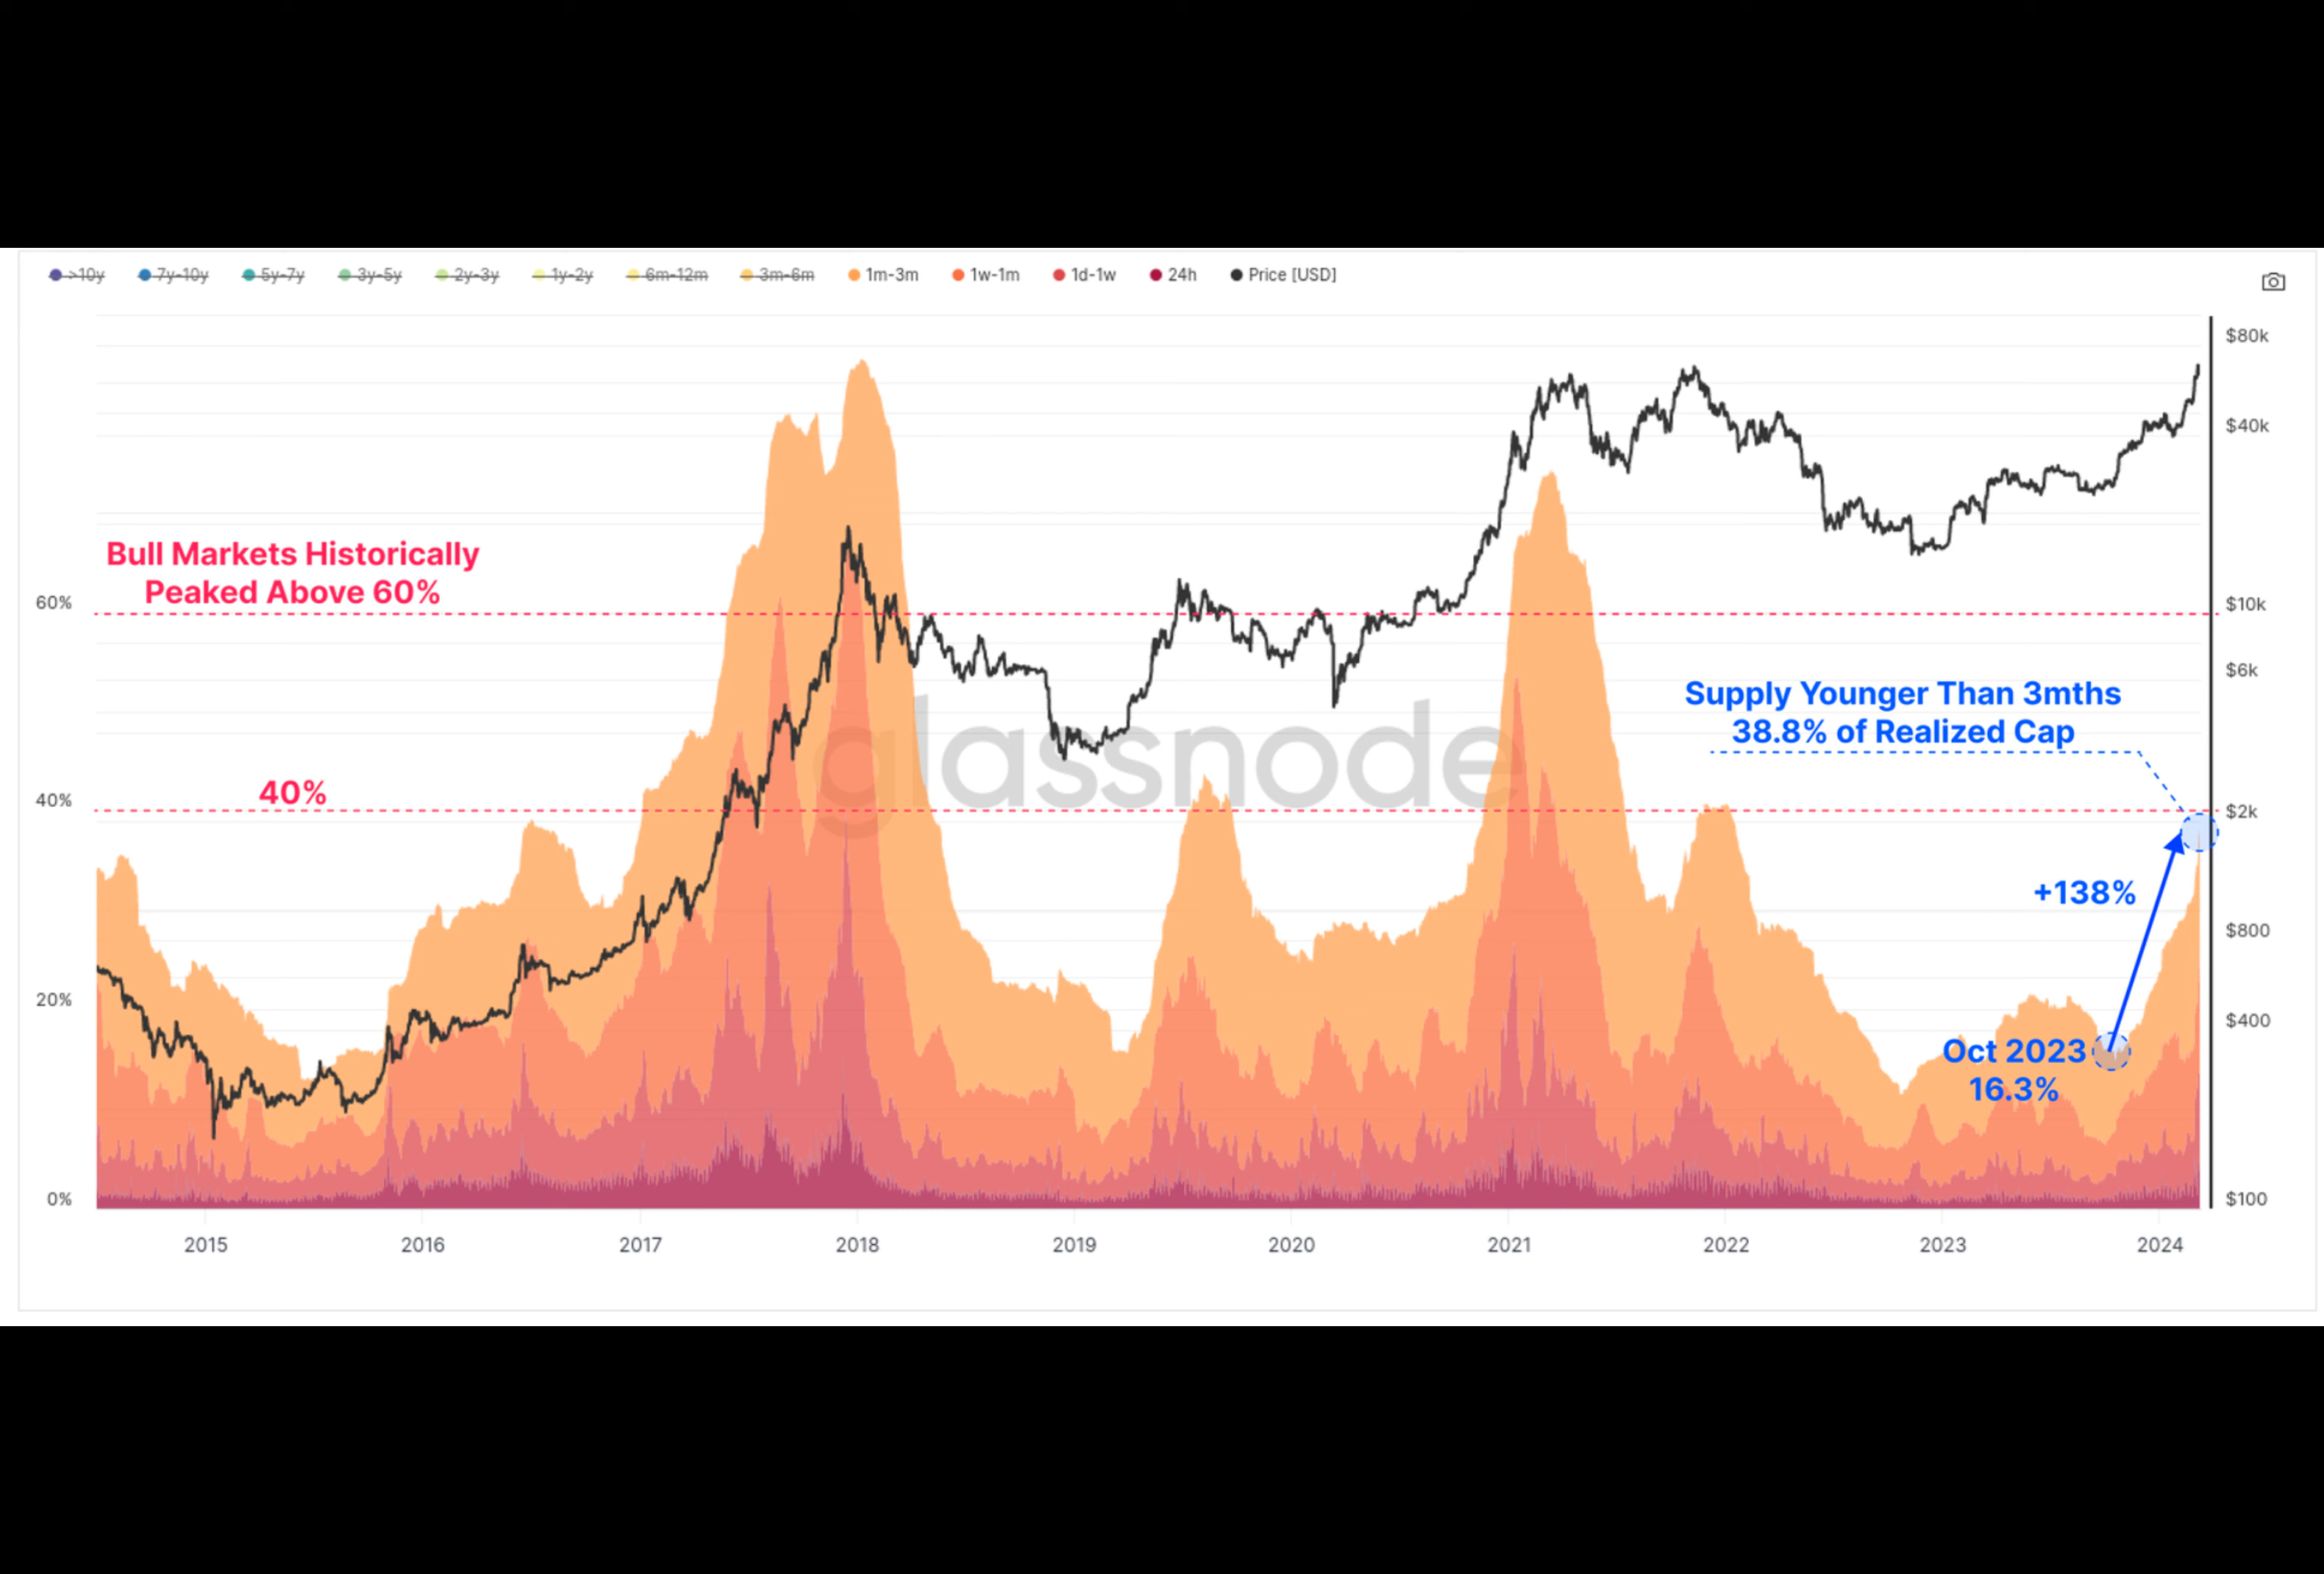 >10y 7y-10y 5y-7y 3y-5y 2y-3y 1y-2y 6m-12m 3m-6m 1m-3m 1w-1m 1d-1w 24h Price [USD]
$80k
$40k
Bull Markets Historically
Peaked Above 60%
60%
$10k
$6k
Supply Younger Than 3mths
38.8% of Realized Cap
glassnode
40%
40%
$2k
+138%
$800
20%
$400
Oct 2023
16.3%
0%
$100
2015 2016 2017 2018 2019 2020 2021 2022 2023 2024